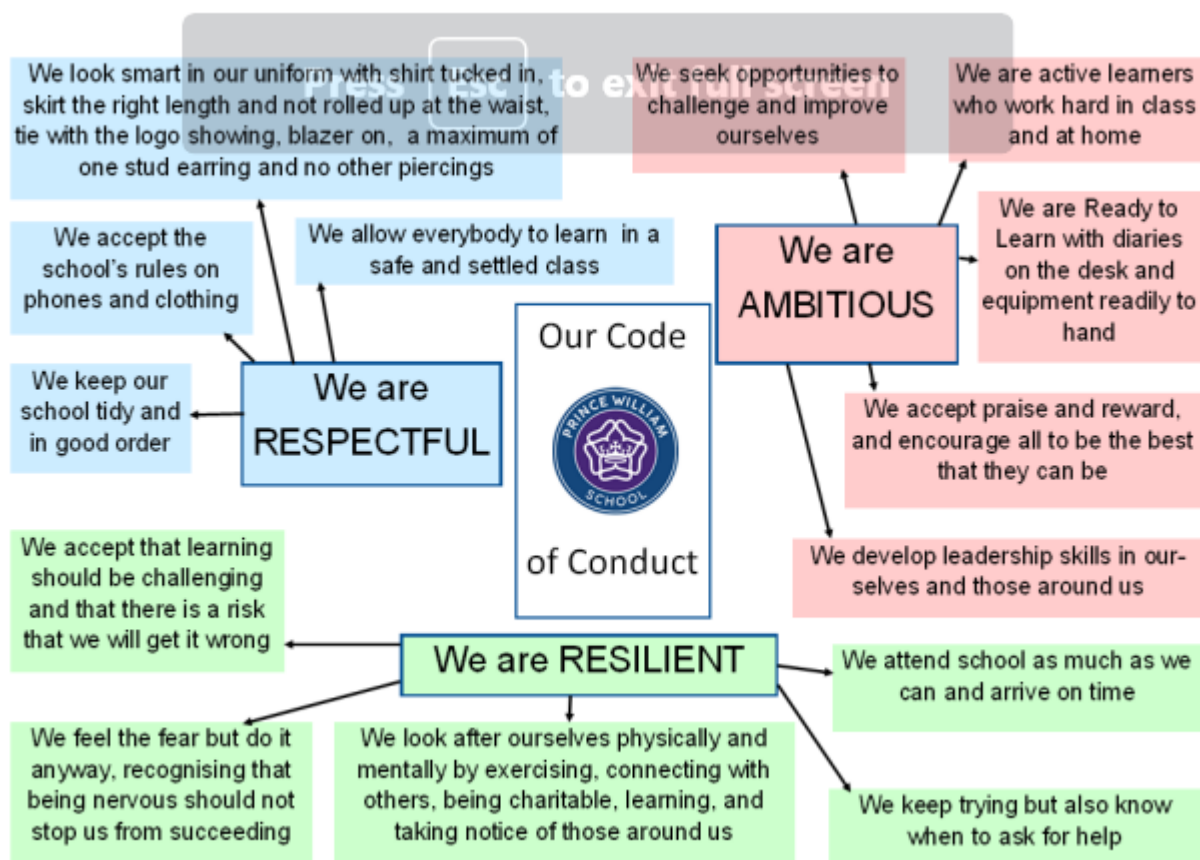 Press Esc to exit full screen
We look smart in our uniform with shirt tucked in,
skirt the right length and not rolled up at the waist,
tie with the logo showing, blazer on, a maximum of
one stud earring and no other piercings
We accept the
school's rules on
phones and clothing
We allow everybody to learn in a
safe and settled class
We keep our
school tidy and
in good order
We are
RESPECTFUL
We seek opportunities to
challenge and improve
ourselves
We are active learners
who work hard in class
and at home
We are
AMBITIOUS
We are Ready to
Learn with diaries
on the desk and
equipment readily to
hand
We accept praise and reward,
and encourage all to be the best
that they can be
We develop leadership skills in our-
selves and those around us
Our Code
PRINCE WILLIAM
SCHOOL
of Conduct
We accept that learning
should be challenging
and that there is a risk
that we will get it wrong
We are RESILIENT
We attend school as much as we
can and arrive on time
We feel the fear but do it
anyway, recognising that
being nervous should not
stop us from succeeding
We look after ourselves physically and
mentally by exercising, connecting with
others, being charitable, learning, and
taking notice of those around us
We keep trying but also know
when to ask for help